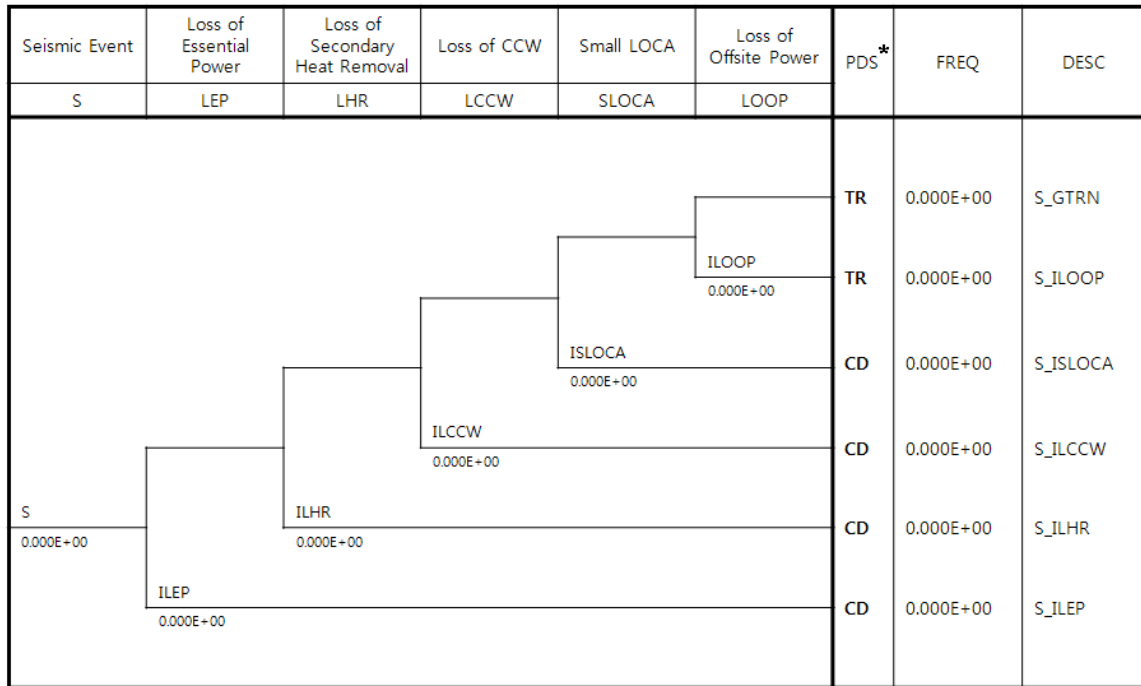 Seismic Event
Loss of
Essential
Power
Loss of
Secondary
Heat Removal
Loss of CCW
Small LOCA
Loss of
Offsite Power
PDS*
FREQ
DESC
S
LEP
LHR
LCCW
SLOCA
LOOP
TR
0.000E+00
S_GTRN
ILOOP
0.000E+00
TR
0.000E+00
S_ILOOP
ISLOCA
0.000E+00
CD
0.000E+00
S_ISLOCA
ILCCW
0.000E+00
CD
0.000E+00
S_ILCCW
S
0.000E+00
ILHR
0.000E+00
CD
0.000E+00
S_ILHR
ILEP
0.000E+00
CD
0.000E+00
S_ILEP